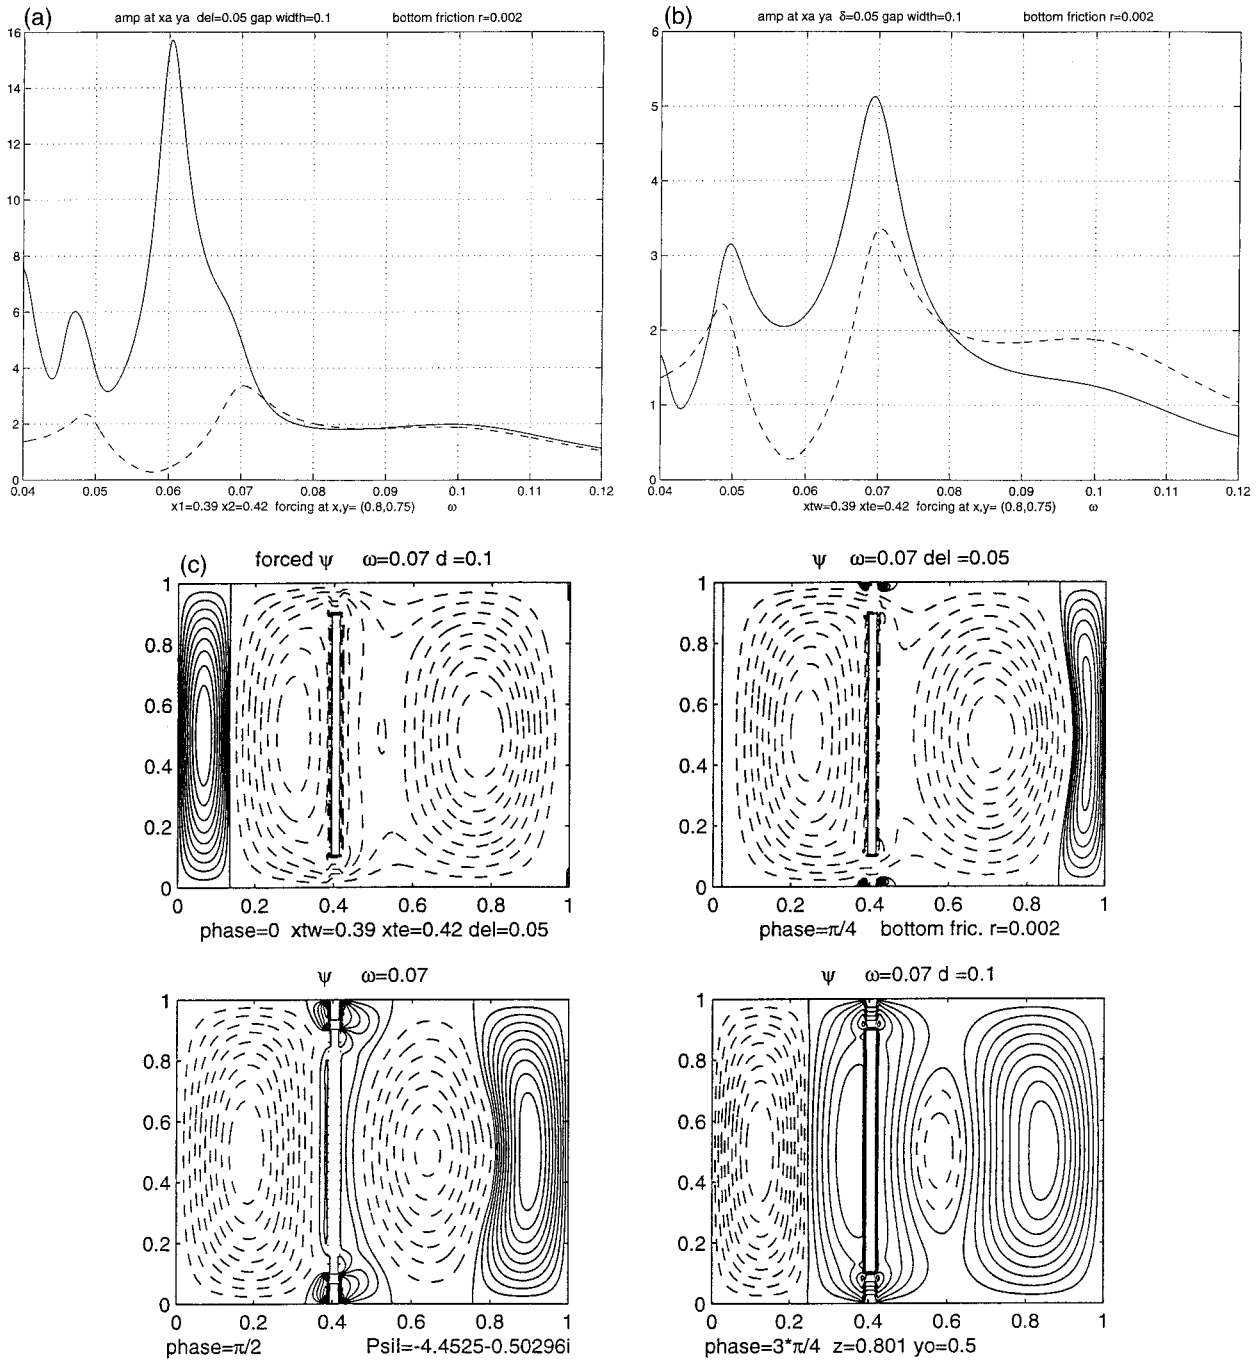 (a)
amp at xa ya del=0.05 gap width=0.1 bottom friction r=0.002
16
14
12
10
8
6
4
2
0
0.04 0.05 0.06 0.07 0.08 0.09 0.1 0.11 0.12
x1=0.39 x2=0.42 forcing at x,y= (0.8,0.75) ω
(b)
amp at xa ya δ=0.05 gap width=0.1 bottom friction r=0.002
6
5
4
3
2
1
0
0.04 0.05 0.06 0.07 0.08 0.09 0.1 0.11 0.12
xtw=0.39 xte=0.42 forcing at x,y= (0.8,0.75) ω
(c)
forced ψ ω=0.07 d =0.1
1
0.8
0.6
0.4
0.2
0
0 0.2 0.4 0.6 0.8 1
phase=0 xtw=0.39 xte=0.42 del=0.05
ψ ω=0.07 del =0.05
1
0.8
0.6
0.4
0.2
0
0 0.2 0.4 0.6 0.8 1
phase=π/4 bottom fric. r=0.002
ψ ω=0.07
1
0.8
0.6
0.4
0.2
0
0 0.2 0.4 0.6 0.8 1
phase=π/2 PsiI=-4.4525-0.50296i
ψ ω=0.07 d =0.1
1
0.8
0.6
0.4
0.2
0
0 0.2 0.4 0.6 0.8 1
phase=3*π/4 z=0.801 yo=0.5